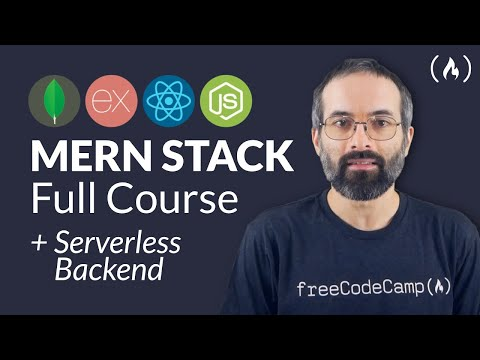 ex
JS
MERN STACK
Full Course
+ Serverless
Backend
freeCodeCamp(🔥)